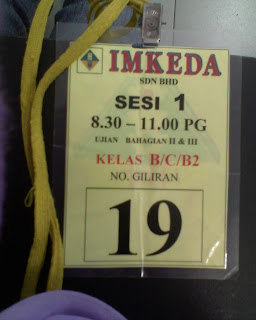 IMKEDA
SDN BHD
SESI 1
8.30 – 11.00 PG
UJIAN BAHAGIAN II & III
KELAS B/C/B2
NO. GILIRAN
19